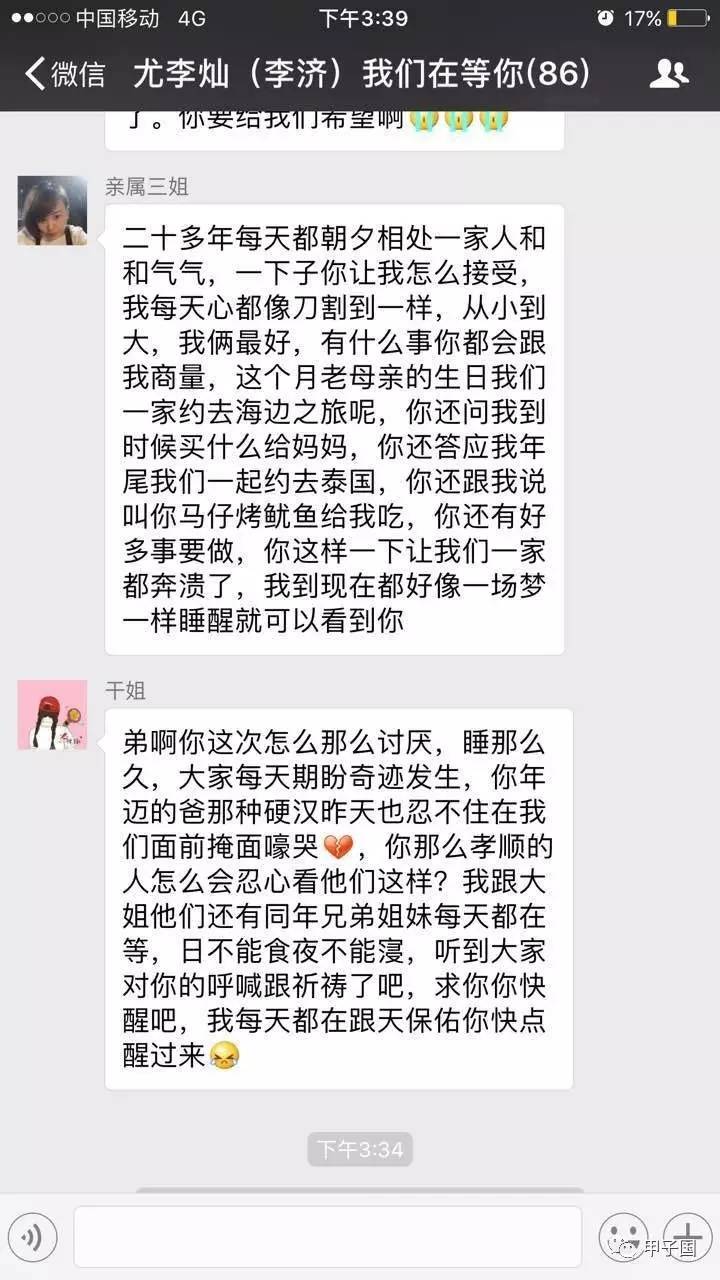 中国移动 4G 下午3:39 17%
微信 尤李灿（李济）我们在等你(86)
了。你要给我们希望啊😭😭😭
亲属三姐
二十多年每天都朝夕相处一家人和
和气气，一下子你让我怎么接受，
我每天心都像刀割到一样，从小到
大，我俩最好，有什么事你都会跟
我商量，这个月老母亲的生日我们
一家约去海边之旅呢，你还问我到
时候买什么给妈妈，你还答应我年
尾我们一起约去泰国，你还跟我说
叫你马仔烤鱿鱼给我吃，你还有好
多事要做，你这样一下让我们一家
都奔溃了，我到现在都好像一场梦
一样睡醒就可以看到你
干姐
弟啊你这次怎么那么讨厌，睡那么
久，大家每天期盼奇迹发生，你年
迈的爸那种硬汉昨天也忍不住在我
们面前掩面嚎哭💔，你那么孝顺的
人怎么会忍心看他们这样？我跟大
姐他们还有同年兄弟姐妹每天都在
等，日不能食夜不能寖，听到大家
对你的呼喊跟祈祷了吧，求你你快
醒吧，我每天都在跟天保佑你快点
醒过来😭
下午3:34
甲子国